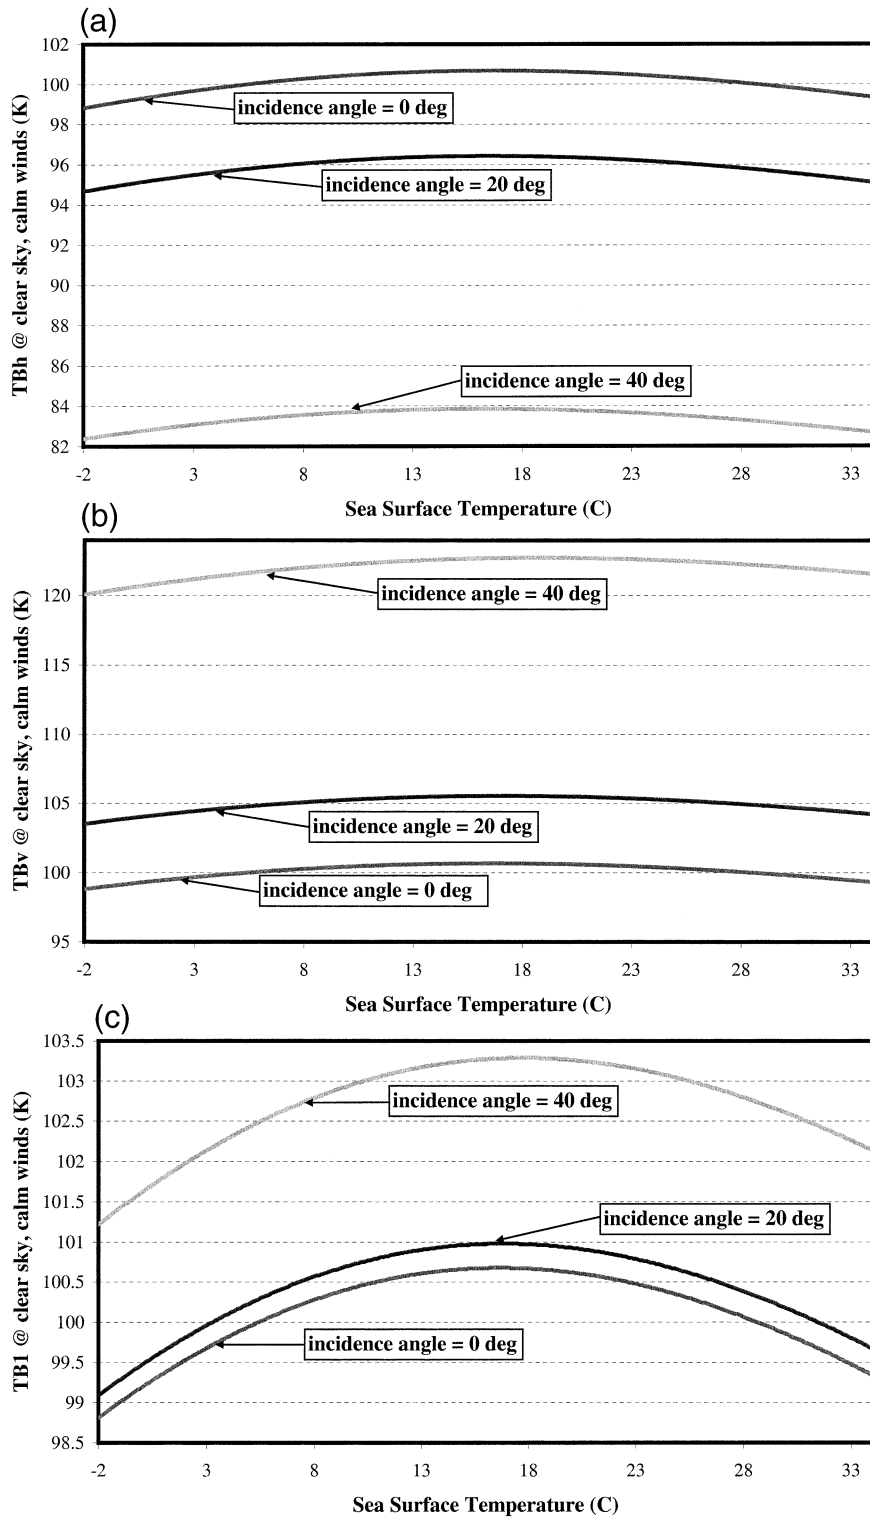 (a)
TBh @ clear sky, calm winds (K)
102
100
98
96
94
92
90
88
86
84
82
incidence angle = 0 deg
incidence angle = 20 deg
incidence angle = 40 deg
-2 3 8 13 18 23 28 33
Sea Surface Temperature (C)
(b)
TBv @ clear sky, calm winds (K)
120
115
110
105
100
95
incidence angle = 40 deg
incidence angle = 20 deg
incidence angle = 0 deg
-2 3 8 13 18 23 28 33
Sea Surface Temperature (C)
(c)
TB1 @ clear sky, calm winds (K)
103.5
103
102.5
102
101.5
101
100.5
100
99.5
99
98.5
incidence angle = 40 deg
incidence angle = 20 deg
incidence angle = 0 deg
-2 3 8 13 18 23 28 33
Sea Surface Temperature (C)